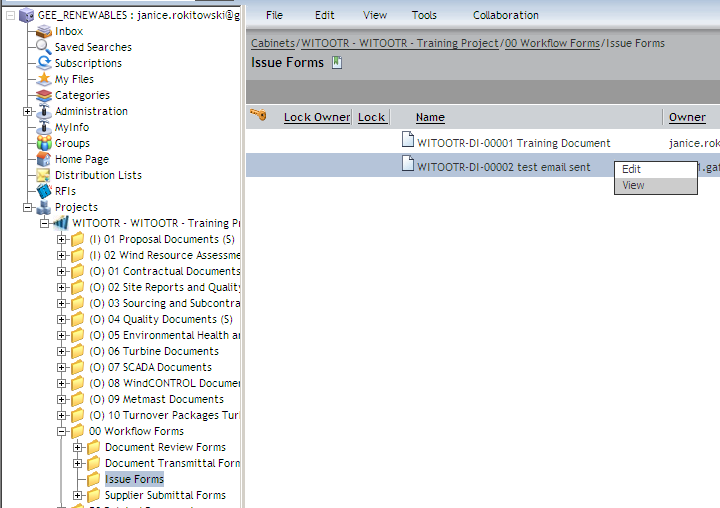 GEE_RENEWABLES : janice.rokitowski@g
Inbox
Saved Searches
Subscriptions
My Files
Categories
Administration
MyInfo
Groups
Home Page
Distribution Lists
RFIs
Projects
WITOOTR - WITOOTR - Training Pr
(I) 01 Proposal Documents (S)
(I) 02 Wind Resource Assessme
(O) 01 Contractual Documents
(O) 02 Site Reports and Quality
(O) 03 Sourcing and Subcontra
(O) 04 Quality Documents (S)
(O) 05 Environmental Health a
(O) 06 Turbine Documents
(O) 07 SCADA Documents
(O) 08 WindCONTROL Docume
(O) 09 Metmast Documents
(O) 10 Turnover Packages Tur
00 Workflow Forms
Document Review Forms
Document Transmittal Form
Issue Forms
Supplier Submittal Forms
File Edit View Tools Collaboration
Cabinets/WITOOTR - WITOOTR - Training Project/00 Workflow Forms/Issue Forms
Issue Forms
Lock Owner Lock Name Owner
WITOOTR-DI-00001 Training Document janice.rok
WITOOTR-DI-00002 test email sent 1.gaf
Edit
View